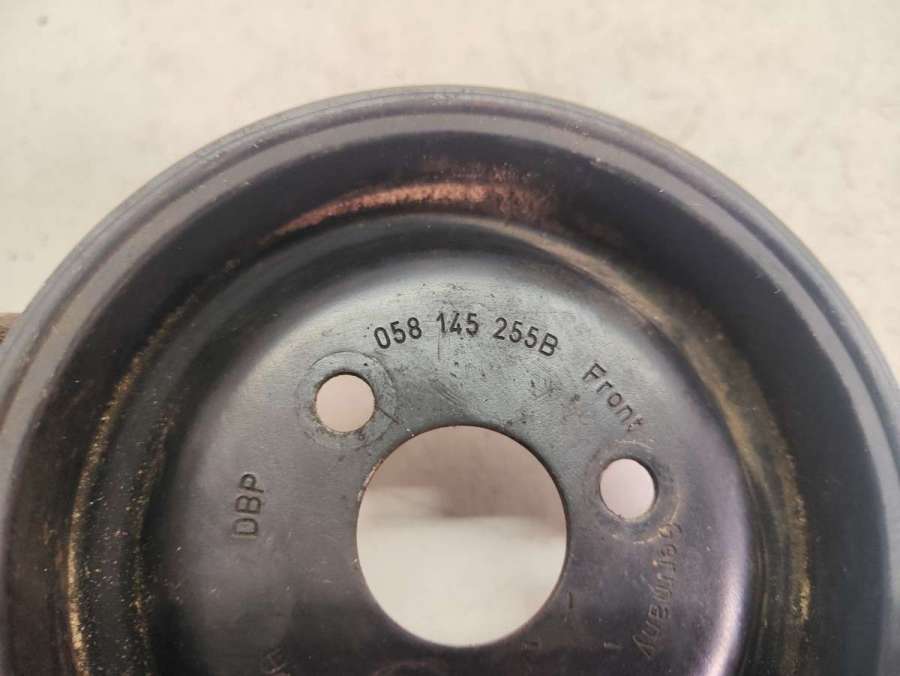 058 145 255B
Front
Germany
DBP